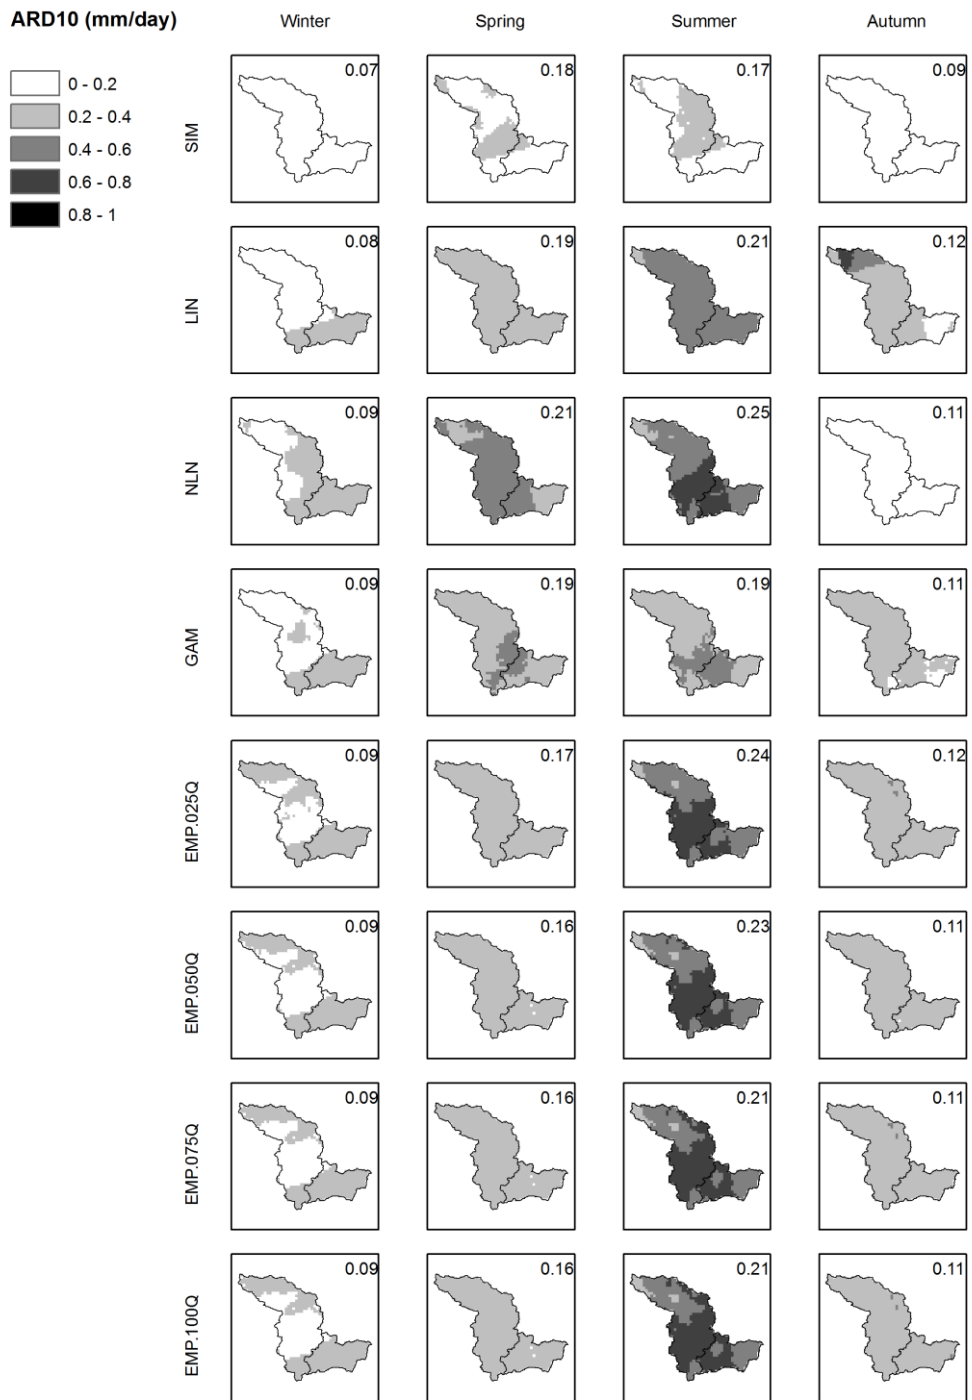 ARD10 (mm/day)
Winter Spring Summer Autumn
0 - 0.2
0.2 - 0.4
0.4 - 0.6
0.6 - 0.8
0.8 - 1
SIM 0.07 0.18 0.17 0.09
LIN 0.08 0.19 0.21 0.12
NLN 0.09 0.21 0.25 0.11
GAM 0.09 0.19 0.19 0.11
EMP.025Q 0.09 0.17 0.24 0.12
EMP.050Q 0.09 0.16 0.23 0.11
EMP.075Q 0.09 0.16 0.21 0.11
EMP.100Q 0.09 0.16 0.21 0.11